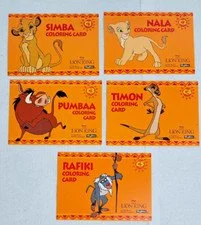 SIMBA
COLORING CARD
NALA
COLORING CARD
THE LION KING
THE LION KING
PUMBAA
COLORING
CARD
TIMON
COLORING CARD
THE LION KING
THE LION KING
RAFIKI
COLORING
CARD
THE LION KING